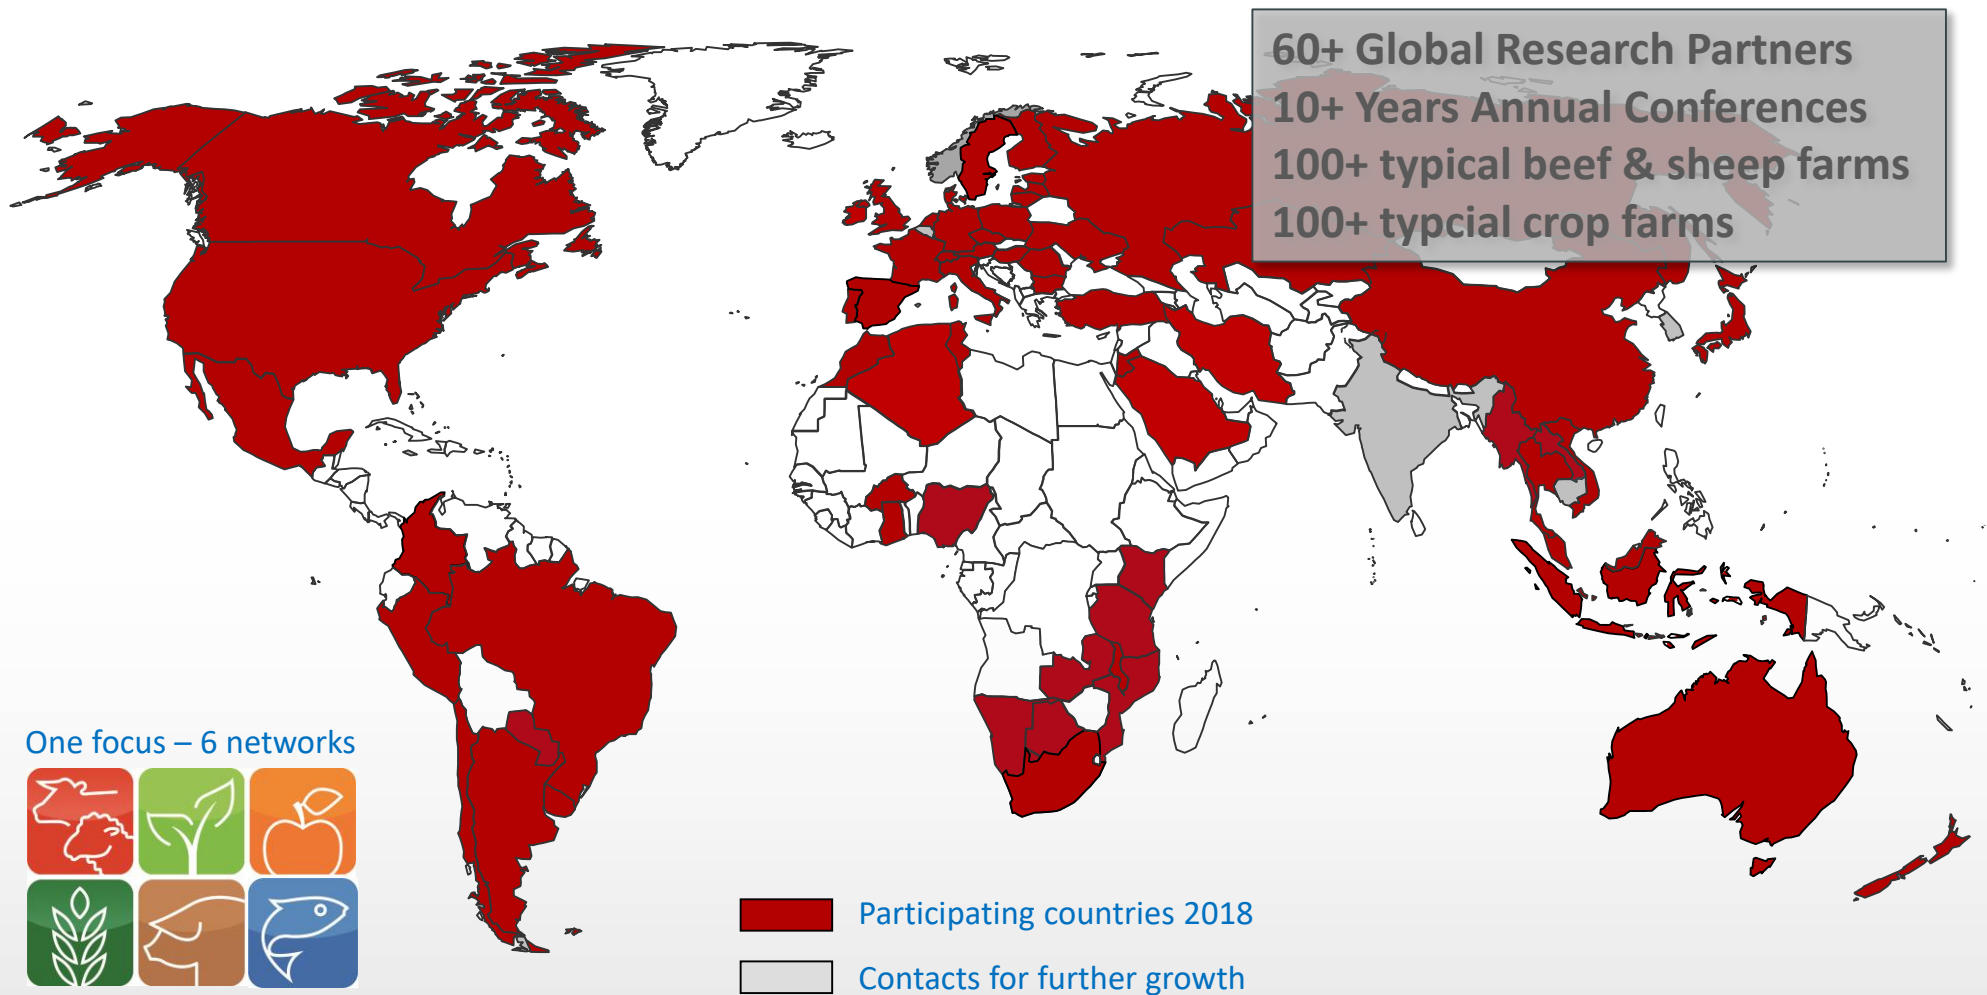 60+ Global Research Partners
10+ Years Annual Conferences
100+ typical beef & sheep farms
100+ typcial crop farms
One focus – 6 networks
Participating countries 2018
Contacts for further growth